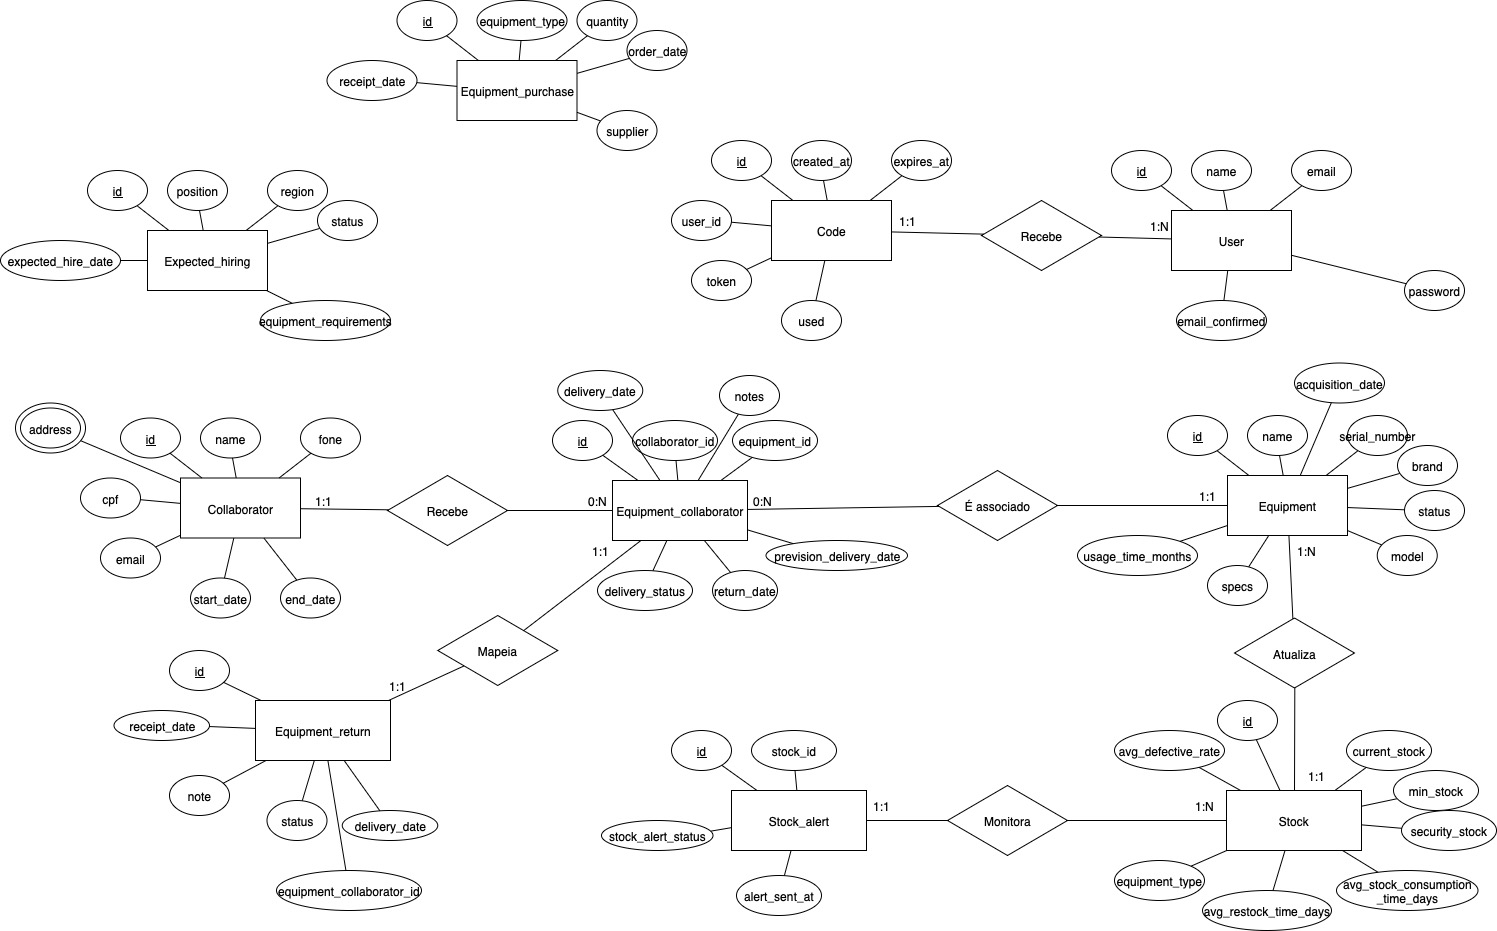 id
equipment_type
quantity
order_date
receipt_date
Equipment_purchase
supplier
id
position
region
status
expected_hire_date
Expected_hiring
equipment_requirements
id
created_at
expires_at
user_id
Code
1:1
token
used
Recebe
1:N
id
name
email
User
password
email_confirmed
address
id
name
fone
cpf
Collaborator
1:1
email
start_date
end_date
Recebe
0:N
delivery_date
notes
id
collaborator_id
equipment_id
Equipment_collaborator
0:N
1:1
prevision_delivery_date
delivery_status
return_date
É associado
1:1
acquisition_date
id
name
serial_number
brand
Equipment
status
usage_time_months
1:N
model
specs
Mapeia
1:1
id
receipt_date
Equipment_return
note
status
delivery_date
equipment_collaborator_id
Atualiza
1:1
id
stock_id
Stock_alert
1:1
stock_alert_status
alert_sent_at
Monitora
1:N
id
avg_defective_rate
current_stock
min_stock
Stock
security_stock
equipment_type
avg_stock_consumption
_time_days
avg_restock_time_days